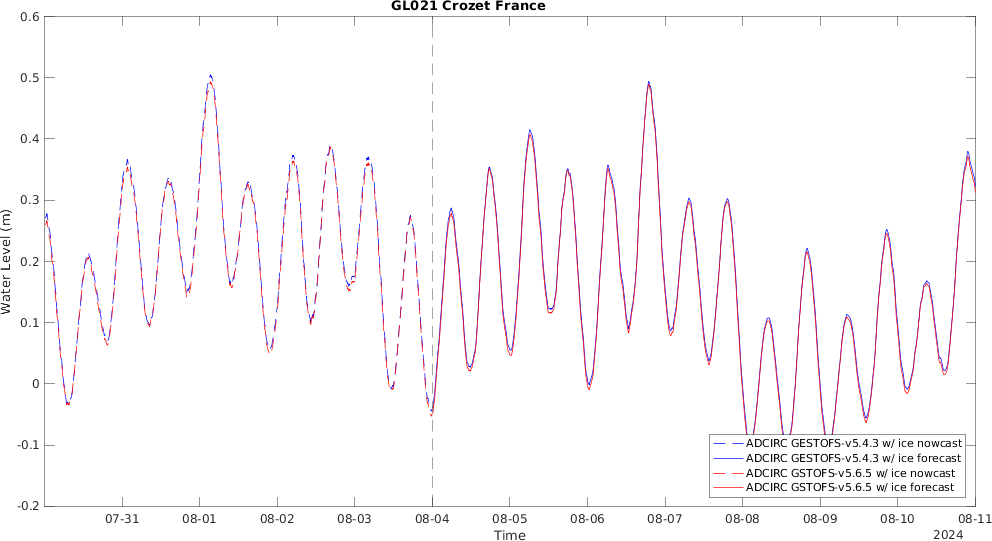 GL021 Crozet France
0.6
0.5
0.4
0.3
0.2
0.1
0
-0.1
-0.2
Water Level (m)
ADCIRC GESTOFS-v5.4.3 w/ ice nowcast
ADCIRC GESTOFS-v5.4.3 w/ ice forecast
ADCIRC GSTOFS-v5.6.5 w/ ice nowcast
ADCIRC GSTOFS-v5.6.5 w/ ice forecast
07-31 08-01 08-02 08-03 08-04 08-05 08-06 08-07 08-08 08-09 08-10 08-11
Time
2024